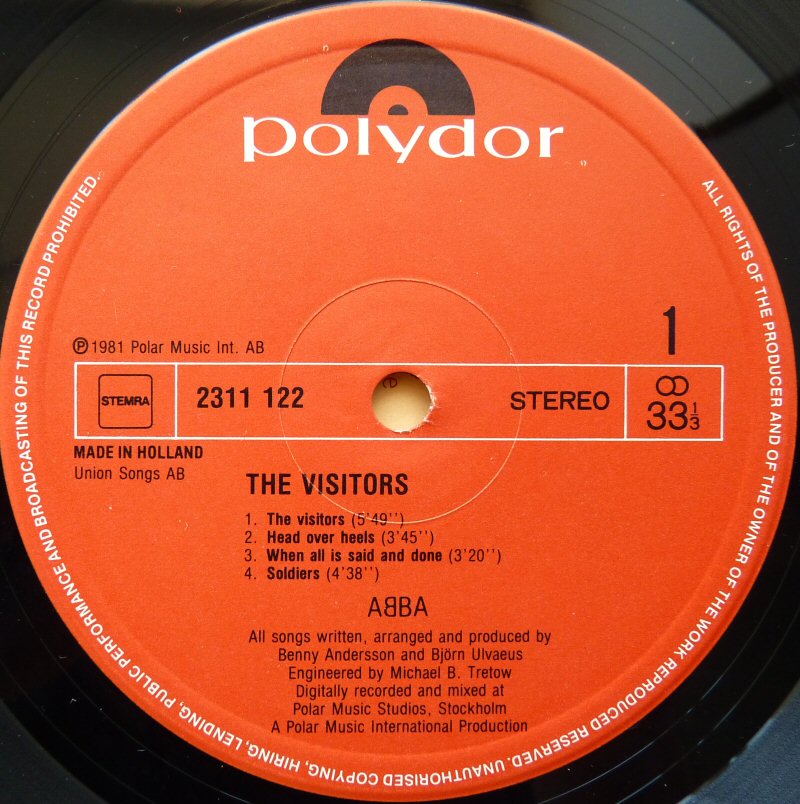 polydor
ALL RIGHTS OF THE PRODUCER AND OF THE OWNER OF THE WORK REPRODUCED RESERVED. UNAUTHORISED COPYING, HIRING, LENDING, PUBLIC PERFORMANCE AND BROADCASTING OF THIS RECORD PROHIBITED.
1
Ⓟ 1981 Polar Music Int. AB
STEMRA 2311 122 STEREO 33 1/3
MADE IN HOLLAND
Union Songs AB
THE VISITORS
1. The visitors (5'49'')
2. Head over heels (3'45'')
3. When all is said and done (3'20'')
4. Soldiers (4'38'')
AᗺBA
All songs written, arranged and produced by
Benny Andersson and Björn Ulvaeus
Engineered by Michael B. Tretow
Digitally recorded and mixed at
Polar Music Studios, Stockholm
A Polar Music International Production